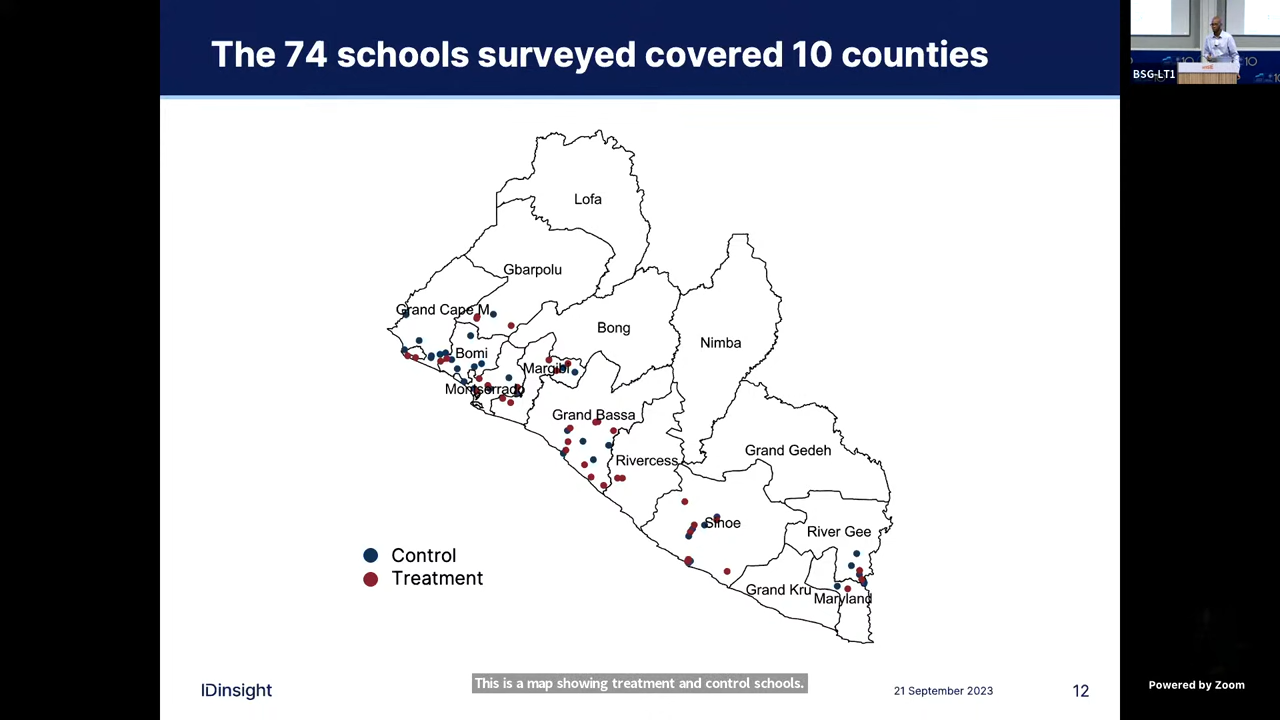 The 74 schools surveyed covered 10 counties
BSG-LT1
Lofa
Gbarpolu
Grand Cape M
Bong
Nimba
Bomi
Margibi
Montserrado
Grand Bassa
Grand Gedeh
Rivercess
Sinoe
River Gee
Grand Kru
Maryland
Control
Treatment
IDinsight
This is a map showing treatment and control schools.
21 September 2023
12
Powered by Zoom